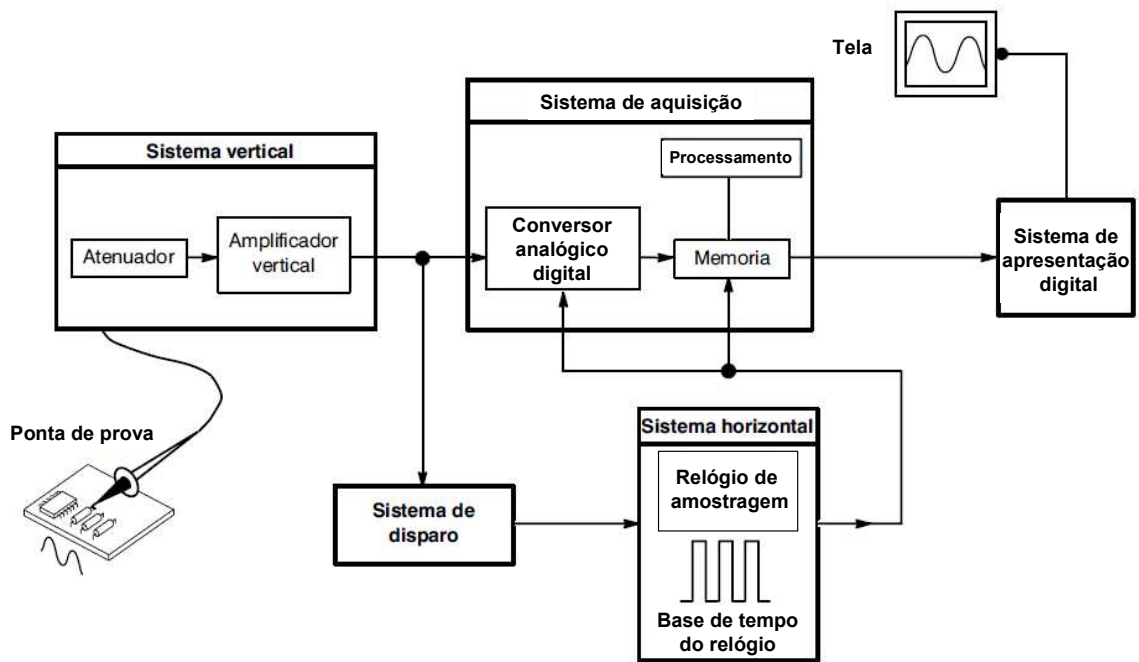 Tela
Sistema de aquisição
Sistema vertical
Processamento
Atenuador
Amplificador
vertical
Conversor
analógico
digital
Memoria
Sistema de
apresentação
digital
Ponta de prova
Sistema de
disparo
Sistema horizontal
Relógio de
amostragem
Base de tempo
do relógio